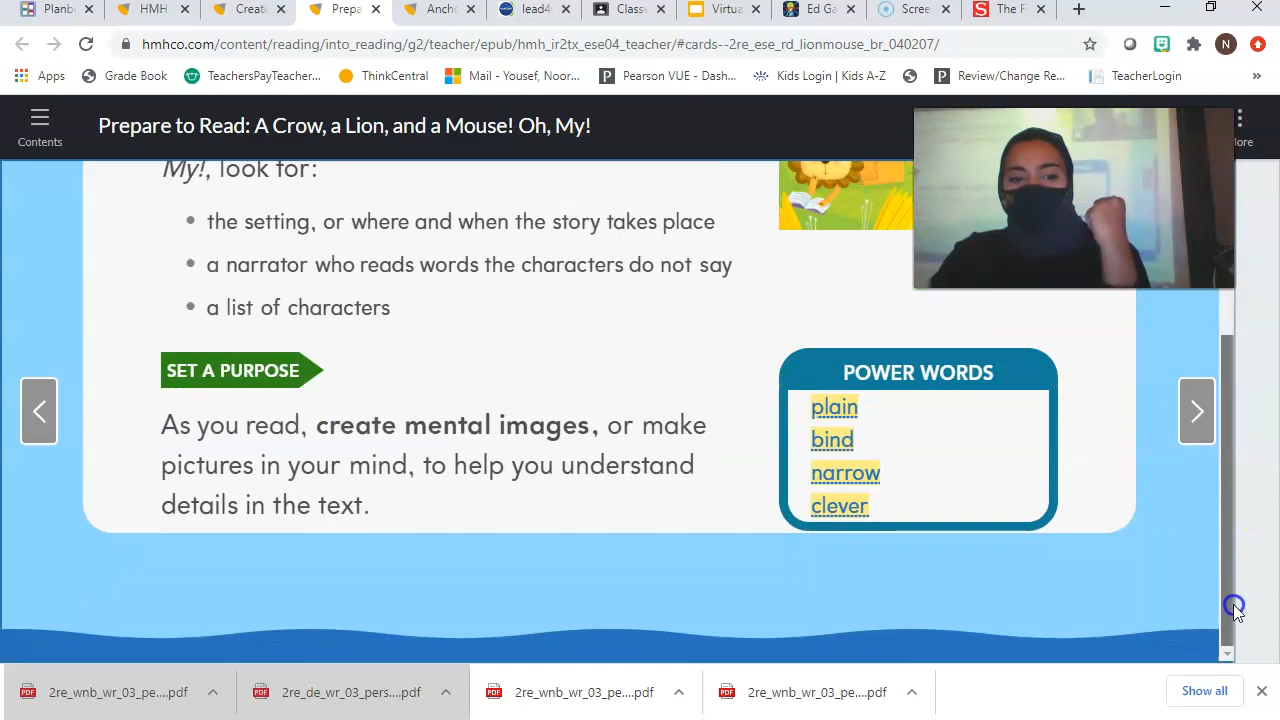 Planb
HMH
Create
Prepa
Ancho
lead4
Classw
Virtua
Ed Ga
Scree
The F
hmhco.com/content/reading/into_reading/g2/teacher/epub/hmh_ir2tx_ese04_teacher/#cards--2re_ese_rd_lionmouse_br_040207/
N
Apps
Grade Book
TeachersPayTeacher...
ThinkCentral
Mail - Yousef, Noor...
Pearson VUE - Dash...
Kids Login | Kids A-Z
Review/Change Re...
TeacherLogin
»
Contents
Prepare to Read: A Crow, a Lion, and a Mouse! Oh, My!
ore
My!, look for:
• the setting, or where and when the story takes place
• a narrator who reads words the characters do not say
• a list of characters
SET A PURPOSE
As you read, create mental images, or make
pictures in your mind, to help you understand
details in the text.
POWER WORDS
plain
bind
narrow
clever
2re_wnb_wr_03_pe....pdf
2re_de_wr_03_pers....pdf
2re_wnb_wr_03_pe....pdf
2re_wnb_wr_03_pe....pdf
Show all